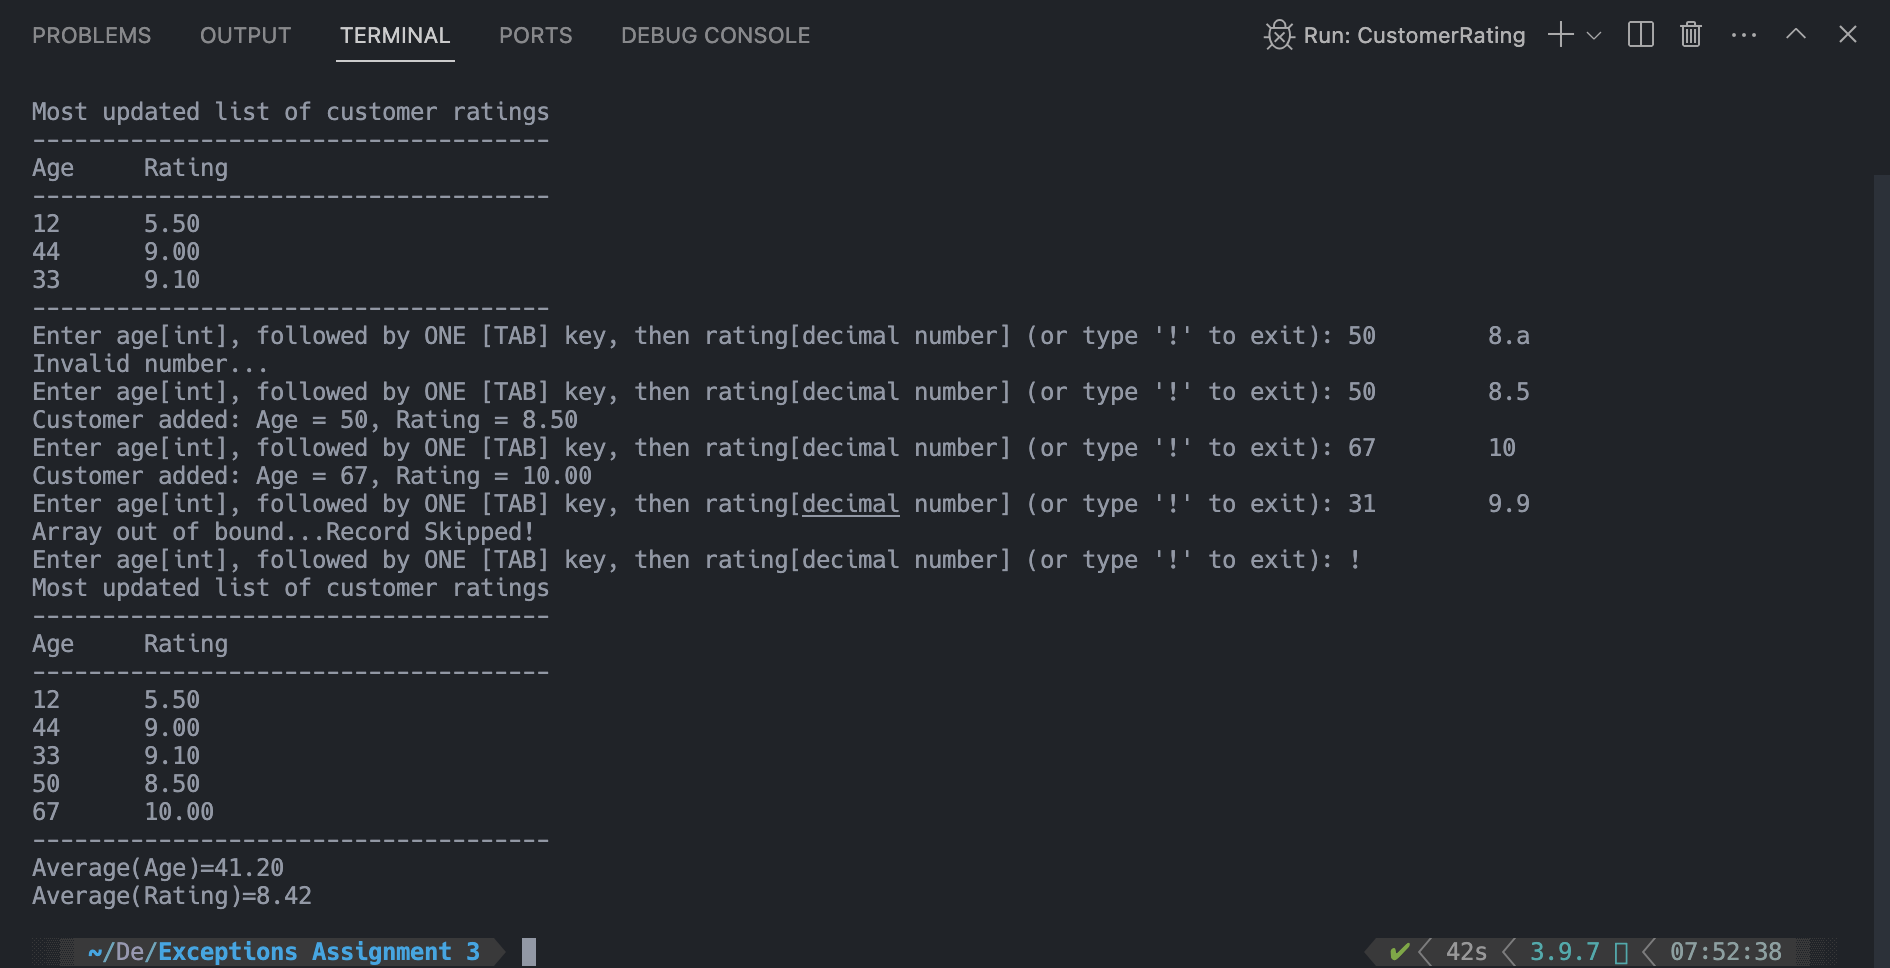 PROBLEMS OUTPUT TERMINAL PORTS DEBUG CONSOLE Run: CustomerRating
Most updated list of customer ratings
-------------------------------------
Age     Rating
-------------------------------------
12      5.50
44      9.00
33      9.10
-------------------------------------
Enter age[int], followed by ONE [TAB] key, then rating[decimal number] (or type '!' to exit): 50        8.a
Invalid number...
Enter age[int], followed by ONE [TAB] key, then rating[decimal number] (or type '!' to exit): 50        8.5
Customer added: Age = 50, Rating = 8.50
Enter age[int], followed by ONE [TAB] key, then rating[decimal number] (or type '!' to exit): 67        10
Customer added: Age = 67, Rating = 10.00
Enter age[int], followed by ONE [TAB] key, then rating[decimal number] (or type '!' to exit): 31        9.9
Array out of bound...Record Skipped!
Enter age[int], followed by ONE [TAB] key, then rating[decimal number] (or type '!' to exit): !
Most updated list of customer ratings
-------------------------------------
Age     Rating
-------------------------------------
12      5.50
44      9.00
33      9.10
50      8.50
67      10.00
-------------------------------------
Average(Age)=41.20
Average(Rating)=8.42
~/De/Exceptions Assignment 3 ✔ 42s 3.9.7 07:52:38